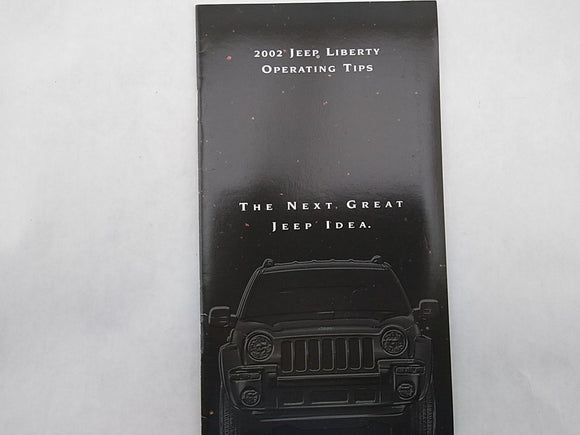 2002 Jeep Liberty
Operating Tips
The Next Great
Jeep Idea.